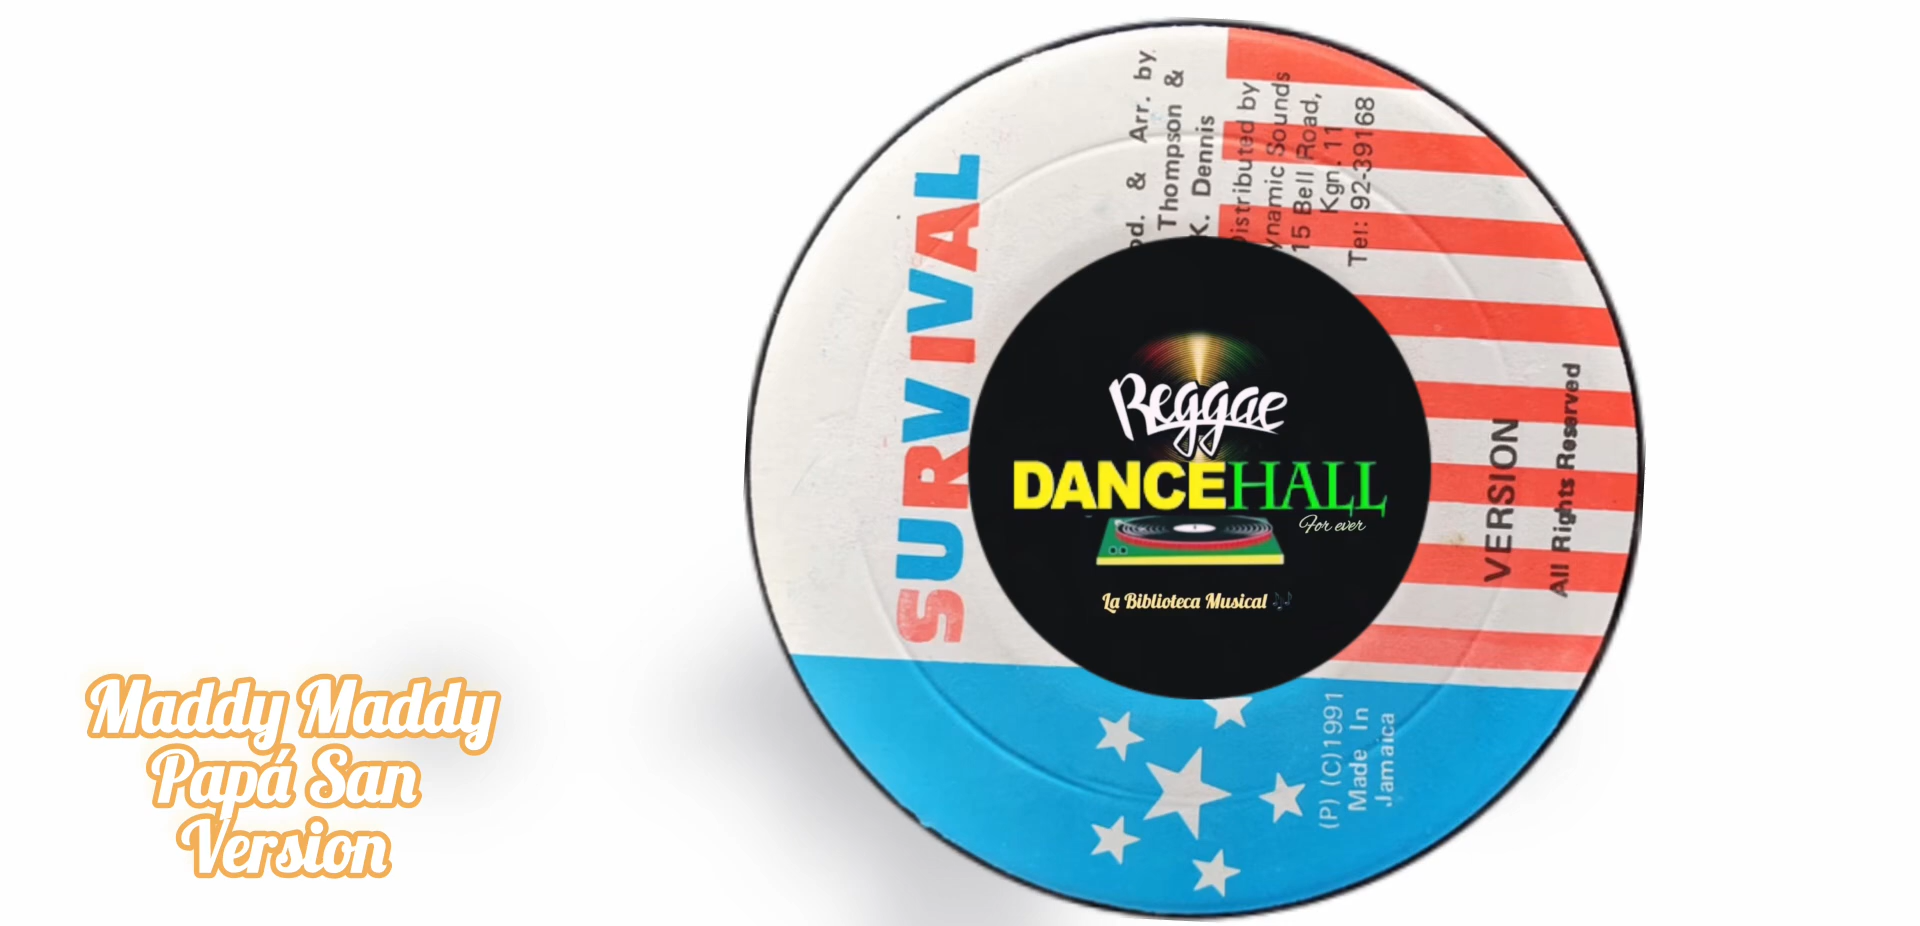 Maddy Maddy
Papá San
Version
SURVIVAL
& Arr. by
Thompson &
K. Dennis
Distributed by
Dynamic Sounds
15 Bell Road,
Kgn. 11
Tel: 92-39168
Reggae
DANCEHALL
For ever
La Biblioteca Musical
VERSION
All Rights Reserved
(P) (C)1991
Made In
Jamaica